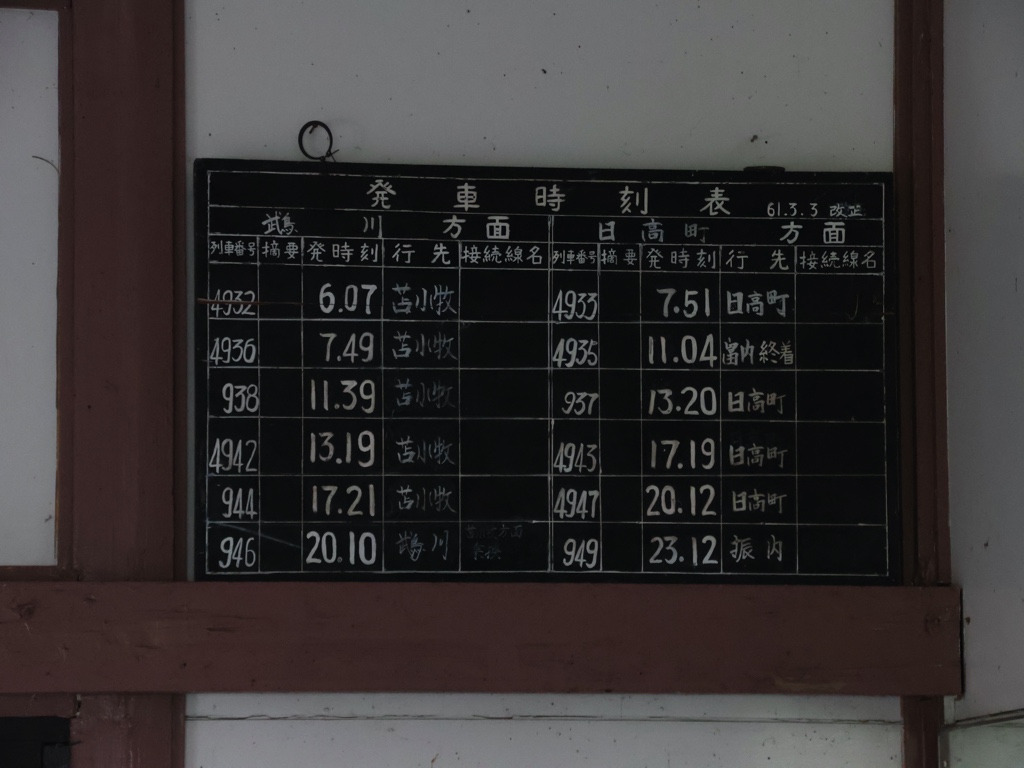 発車時刻表 61.3.3 改正
鵡川 方面 日高町 方面
列車番号 摘要 発時刻 行先 接続線名 列車番号 摘要 発時刻 行先 接続線名
4932 6.07 苫小牧 4933 7.51 日高町
4936 7.49 苫小牧 4935 11.04 富内終着
938 11.39 苫小牧 937 13.20 日高町
4942 13.19 苫小牧 4943 17.19 日高町
944 17.21 苫小牧 4947 20.12 日高町
946 20.10 鵡川 949 23.12 振内